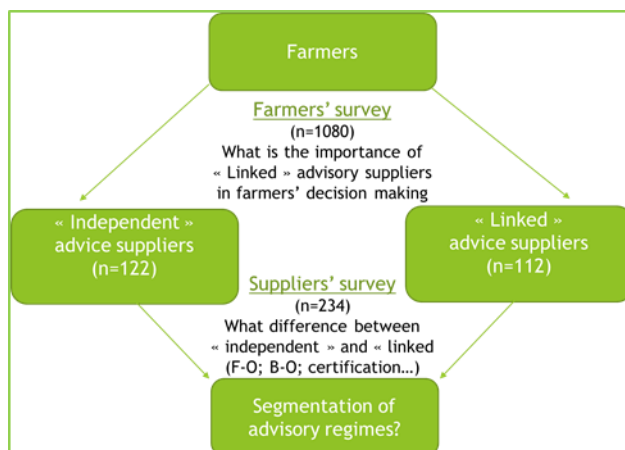 Farmers
Farmers' survey
(n=1080)
What is the importance of
« Linked » advisory suppliers
in farmers' decision making
« Independent »
advice suppliers
(n=122)
« Linked »
advice suppliers
(n=112)
Suppliers' survey
(n=234)
What difference between
« independent » and « linked
(F-O; B-O; certification…)
Segmentation of
advisory regimes?